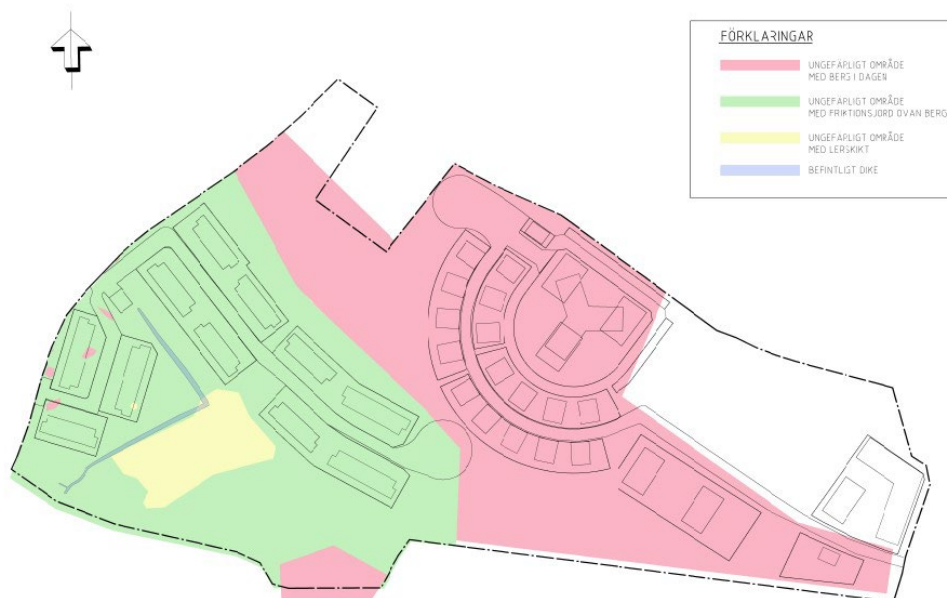 FÖRKLARINGAR
UNGEFÄRLIGT OMRÅDE
MED BERG I DAGEN
UNGEFÄRLIGT OMRÅDE
MED FRIKTIONSJORD OVAN BERG
UNGEFÄRLIGT OMRÅDE
MED LERSKIKT
BEFINTLIGT DIKE